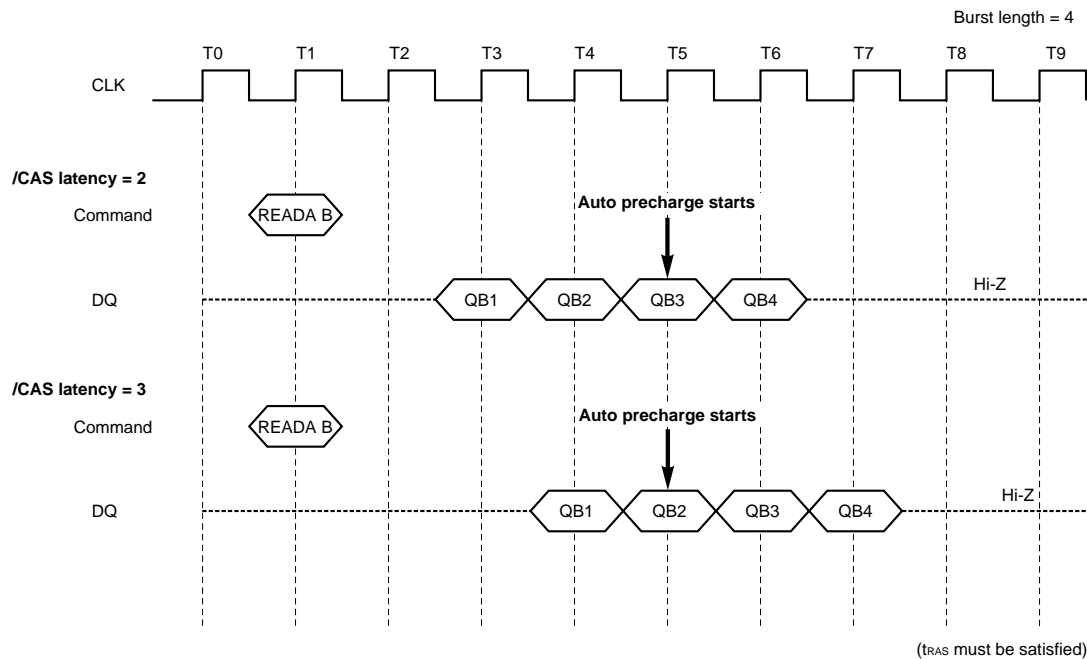 Burst length = 4
T0 T1 T2 T3 T4 T5 T6 T7 T8 T9
CLK
/CAS latency = 2
Command READA B Auto precharge starts
DQ QB1 QB2 QB3 QB4 Hi-Z
/CAS latency = 3
Command READA B Auto precharge starts
DQ QB1 QB2 QB3 QB4 Hi-Z
(tRAS must be satisfied)